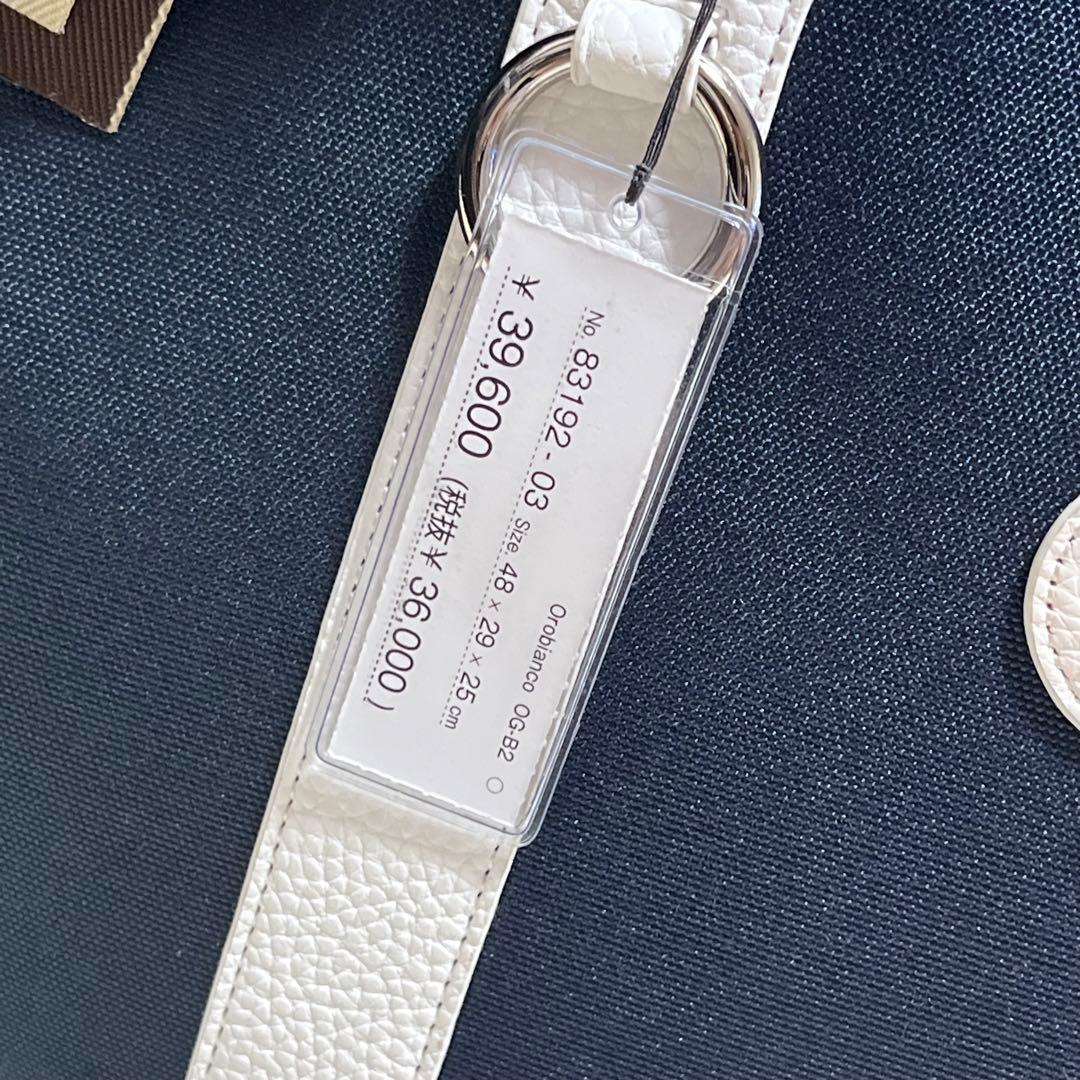 Orobianco OG-B2 ○
No. 83192-03 Size. 48 × 29 × 25 cm
¥ 39,600 (税抜¥ 36,000)